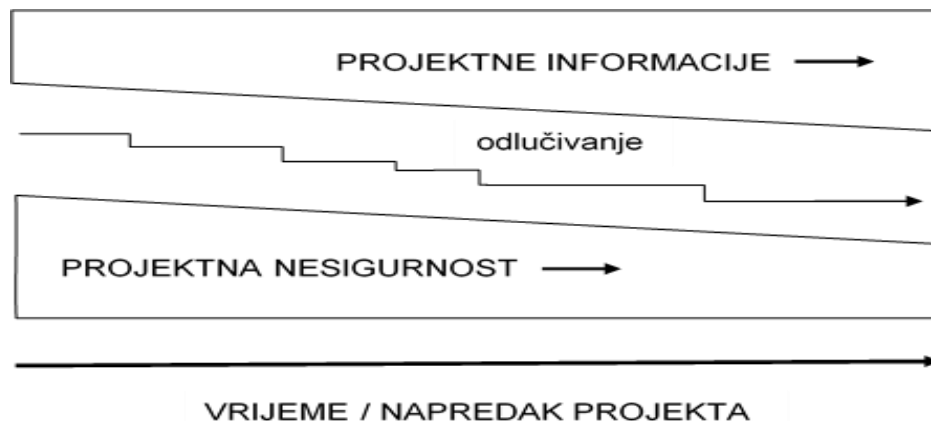 PROJEKTNE INFORMACIJE
odlučivanje
PROJEKTNA NESIGURNOST
VRIJEME / NAPREDAK PROJEKTA